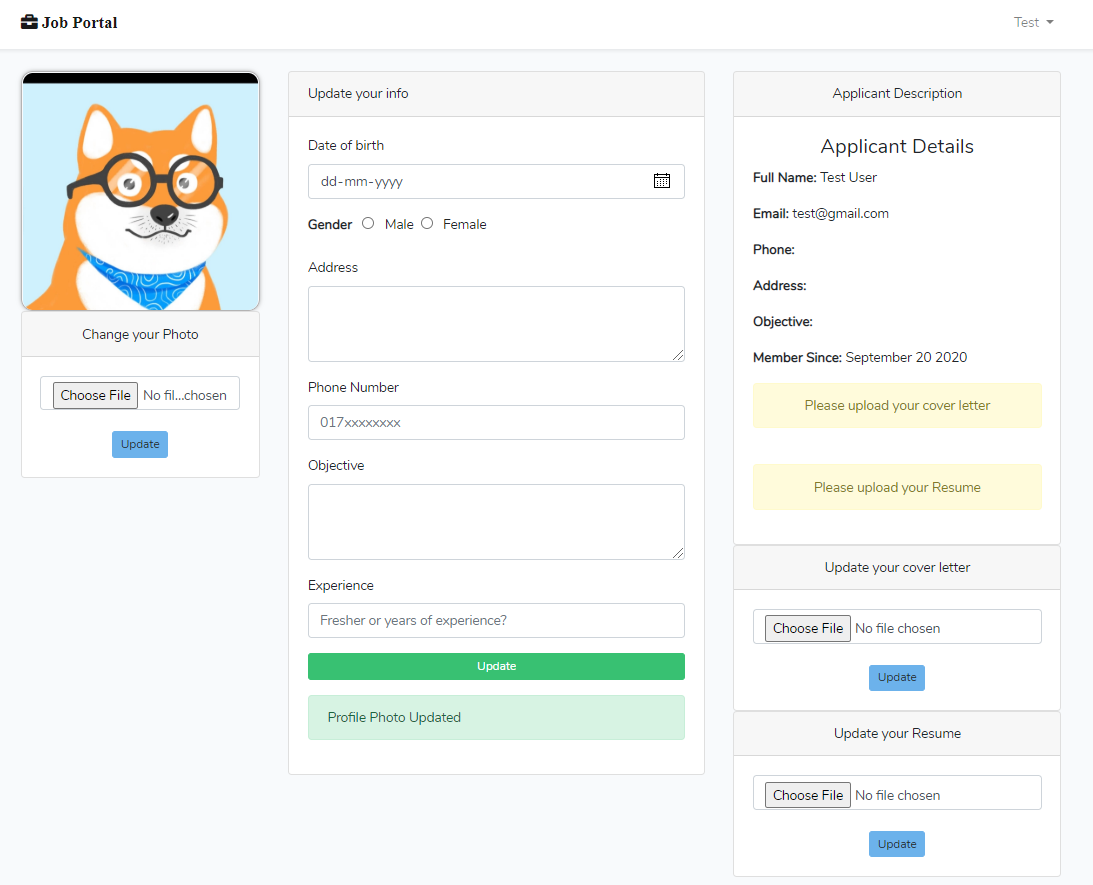 Job Portal
Test
Change your Photo
Choose File No fil...chosen
Update
Update your info
Date of birth
dd-mm-yyyy
Gender Male Female
Address
Phone Number
017xxxxxxxx
Objective
Experience
Fresher or years of experience?
Update
Profile Photo Updated
Applicant Description
Applicant Details
Full Name: Test User
Email: test@gmail.com
Phone:
Address:
Objective:
Member Since: September 20 2020
Please upload your cover letter
Please upload your Resume
Update your cover letter
Choose File No file chosen
Update
Update your Resume
Choose File No file chosen
Update